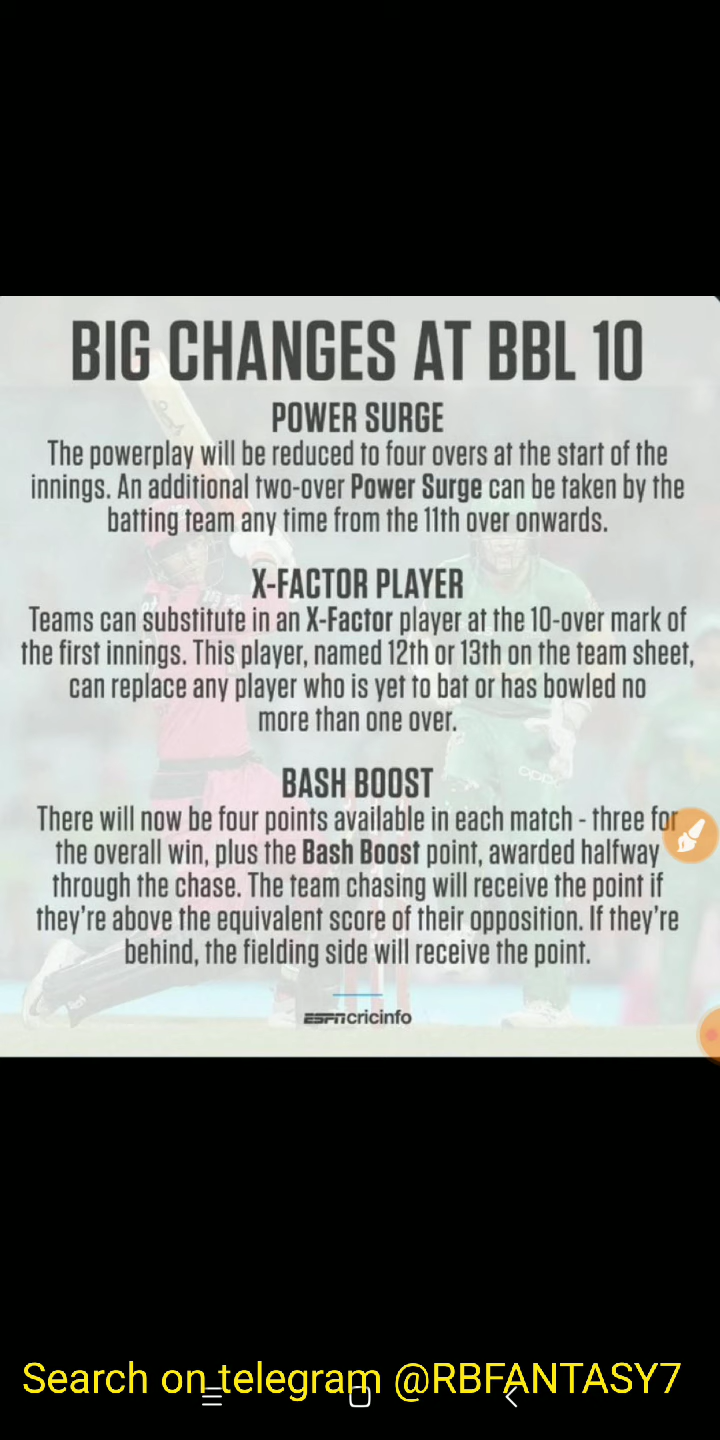 BIG CHANGES AT BBL 10
POWER SURGE
The powerplay will be reduced to four overs at the start of the
innings. An additional two-over Power Surge can be taken by the
batting team any time from the 11th over onwards.
X-FACTOR PLAYER
Teams can substitute in an X-Factor player at the 10-over mark of
the first innings. This player, named 12th or 13th on the team sheet,
can replace any player who is yet to bat or has bowled no
more than one over.
BASH BOOST
There will now be four points available in each match - three for
the overall win, plus the Bash Boost point, awarded halfway
through the chase. The team chasing will receive the point if
they're above the equivalent score of their opposition. If they're
behind, the fielding side will receive the point.
ESPN cricinfo
Search on telegram @RBFANTASY7